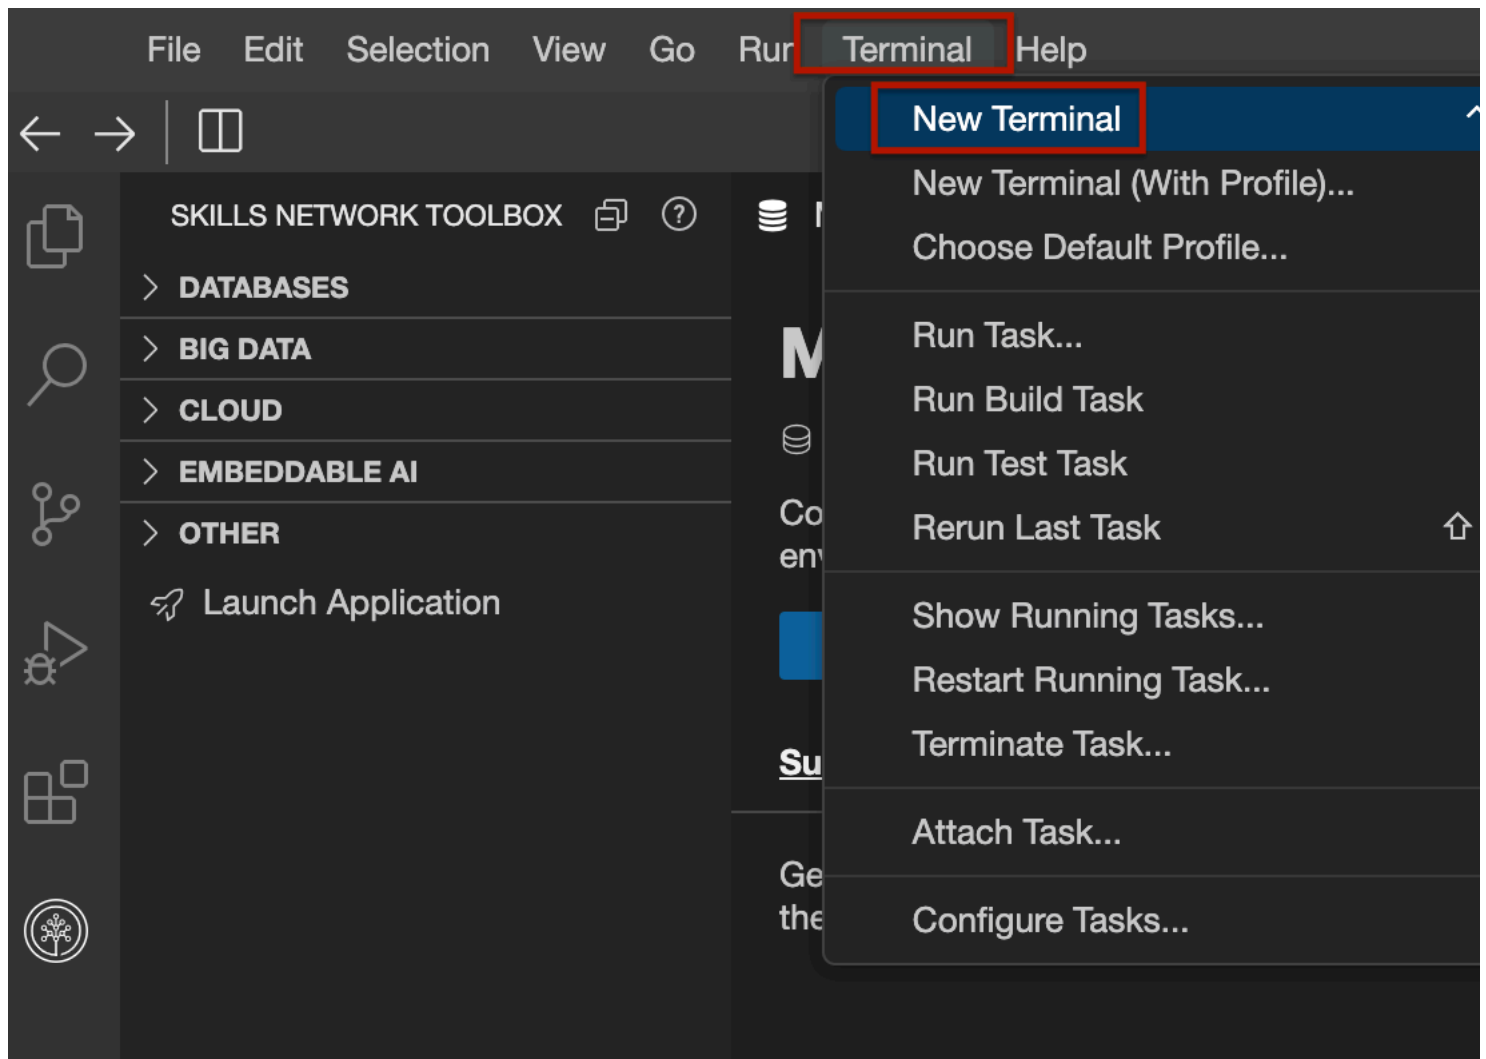 File Edit Selection View Go Run Terminal Help
SKILLS NETWORK TOOLBOX
DATABASES
BIG DATA
CLOUD
EMBEDDABLE AI
OTHER
Launch Application
New Terminal
New Terminal (With Profile)...
Choose Default Profile...
Run Task...
Run Build Task
Run Test Task
Rerun Last Task
Show Running Tasks...
Restart Running Task...
Terminate Task...
Attach Task...
Configure Tasks...